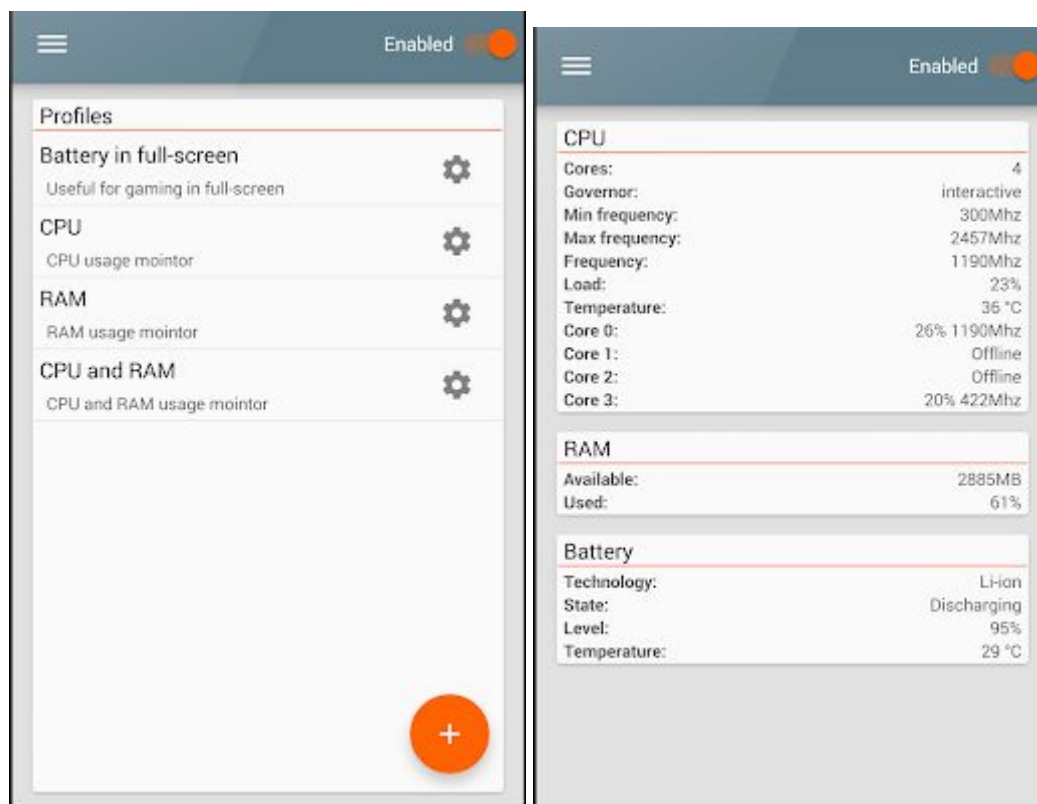 Enabled
Profiles
Battery in full-screen
Useful for gaming in full-screen
CPU
CPU usage mointor
RAM
RAM usage mointor
CPU and RAM
CPU and RAM usage mointor
+
Enabled
CPU
Cores: 4
Governor: interactive
Min frequency: 300Mhz
Max frequency: 2457Mhz
Frequency: 1190Mhz
Load: 23%
Temperature: 36 °C
Core 0: 26% 1190Mhz
Core 1: Offline
Core 2: Offline
Core 3: 20% 422Mhz
RAM
Available: 2885MB
Used: 61%
Battery
Technology: Li-ion
State: Discharging
Level: 95%
Temperature: 29 °C